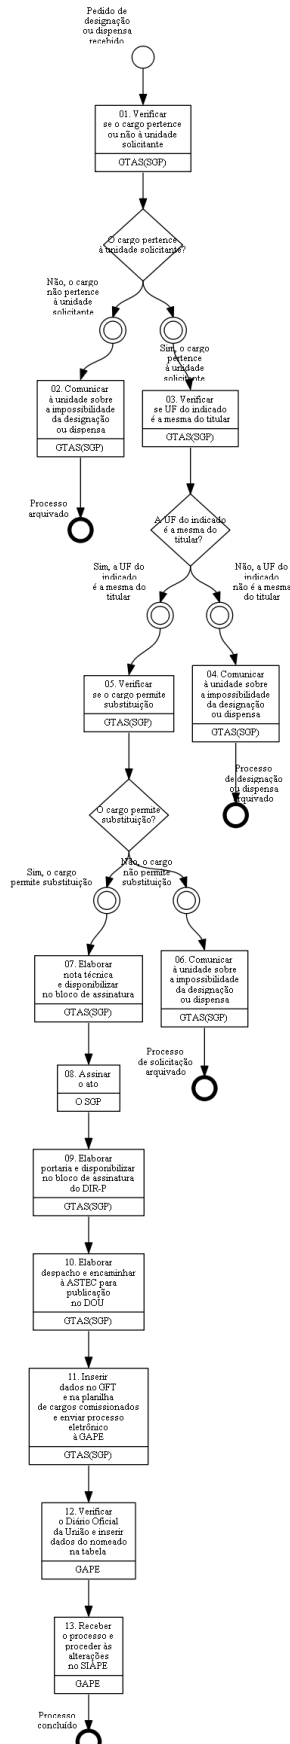 Pedido de
designação
ou dispensa
recebido
01. Verificar
se o cargo pertence
ou não à unidade
solicitante
GTAS(SGP)
O cargo pertence
à unidade solicitante?
Não, o cargo
não pertence
à unidade
solicitante
Sim, o cargo
pertence
à unidade
solicitante
02. Comunicar
à unidade sobre
a impossibilidade
da designação
ou dispensa
GTAS(SGP)
03. Verificar
se UF do indicado
é a mesma do titular
GTAS(SGP)
Processo
arquivado
A UF do indicado
é a mesma do
titular?
Sim, a UF do
indicado
é a mesma do
titular
Não, a UF do
indicado
não é a mesma
do titular
04. Comunicar
à unidade sobre
a impossibilidade
da designação
ou dispensa
GTAS(SGP)
05. Verificar
se o cargo permite
substituição
GTAS(SGP)
Processo
de designação
ou dispensa
arquivado
O cargo permite
substituição?
Sim, o cargo
permite substituição
Não, o cargo
não permite
substituição
06. Comunicar
à unidade sobre
a impossibilidade
da designação
ou dispensa
GTAS(SGP)
07. Elaborar
nota técnica
e disponibilizar
no bloco de assinatura
GTAS(SGP)
Processo
de solicitação
arquivado
08. Assinar
o ato
O SGP
09. Elaborar
portaria e disponibilizar
no bloco de assinatura
do DIR-P
GTAS(SGP)
10. Elaborar
despacho e encaminhar
à ASTEC para
publicação
no DOU
GTAS(SGP)
11. Inserir
dados no GFT
e na planilha
de cargos comissionados
e enviar processo
eletrônico
à GAPE
GTAS(SGP)
12. Verificar
o Diário Oficial
da União e inserir
dados do nomeado
na tabela
GAPE
13. Receber
o processo e
proceder às
alterações
no SIAPE
GAPE
Processo
concluído